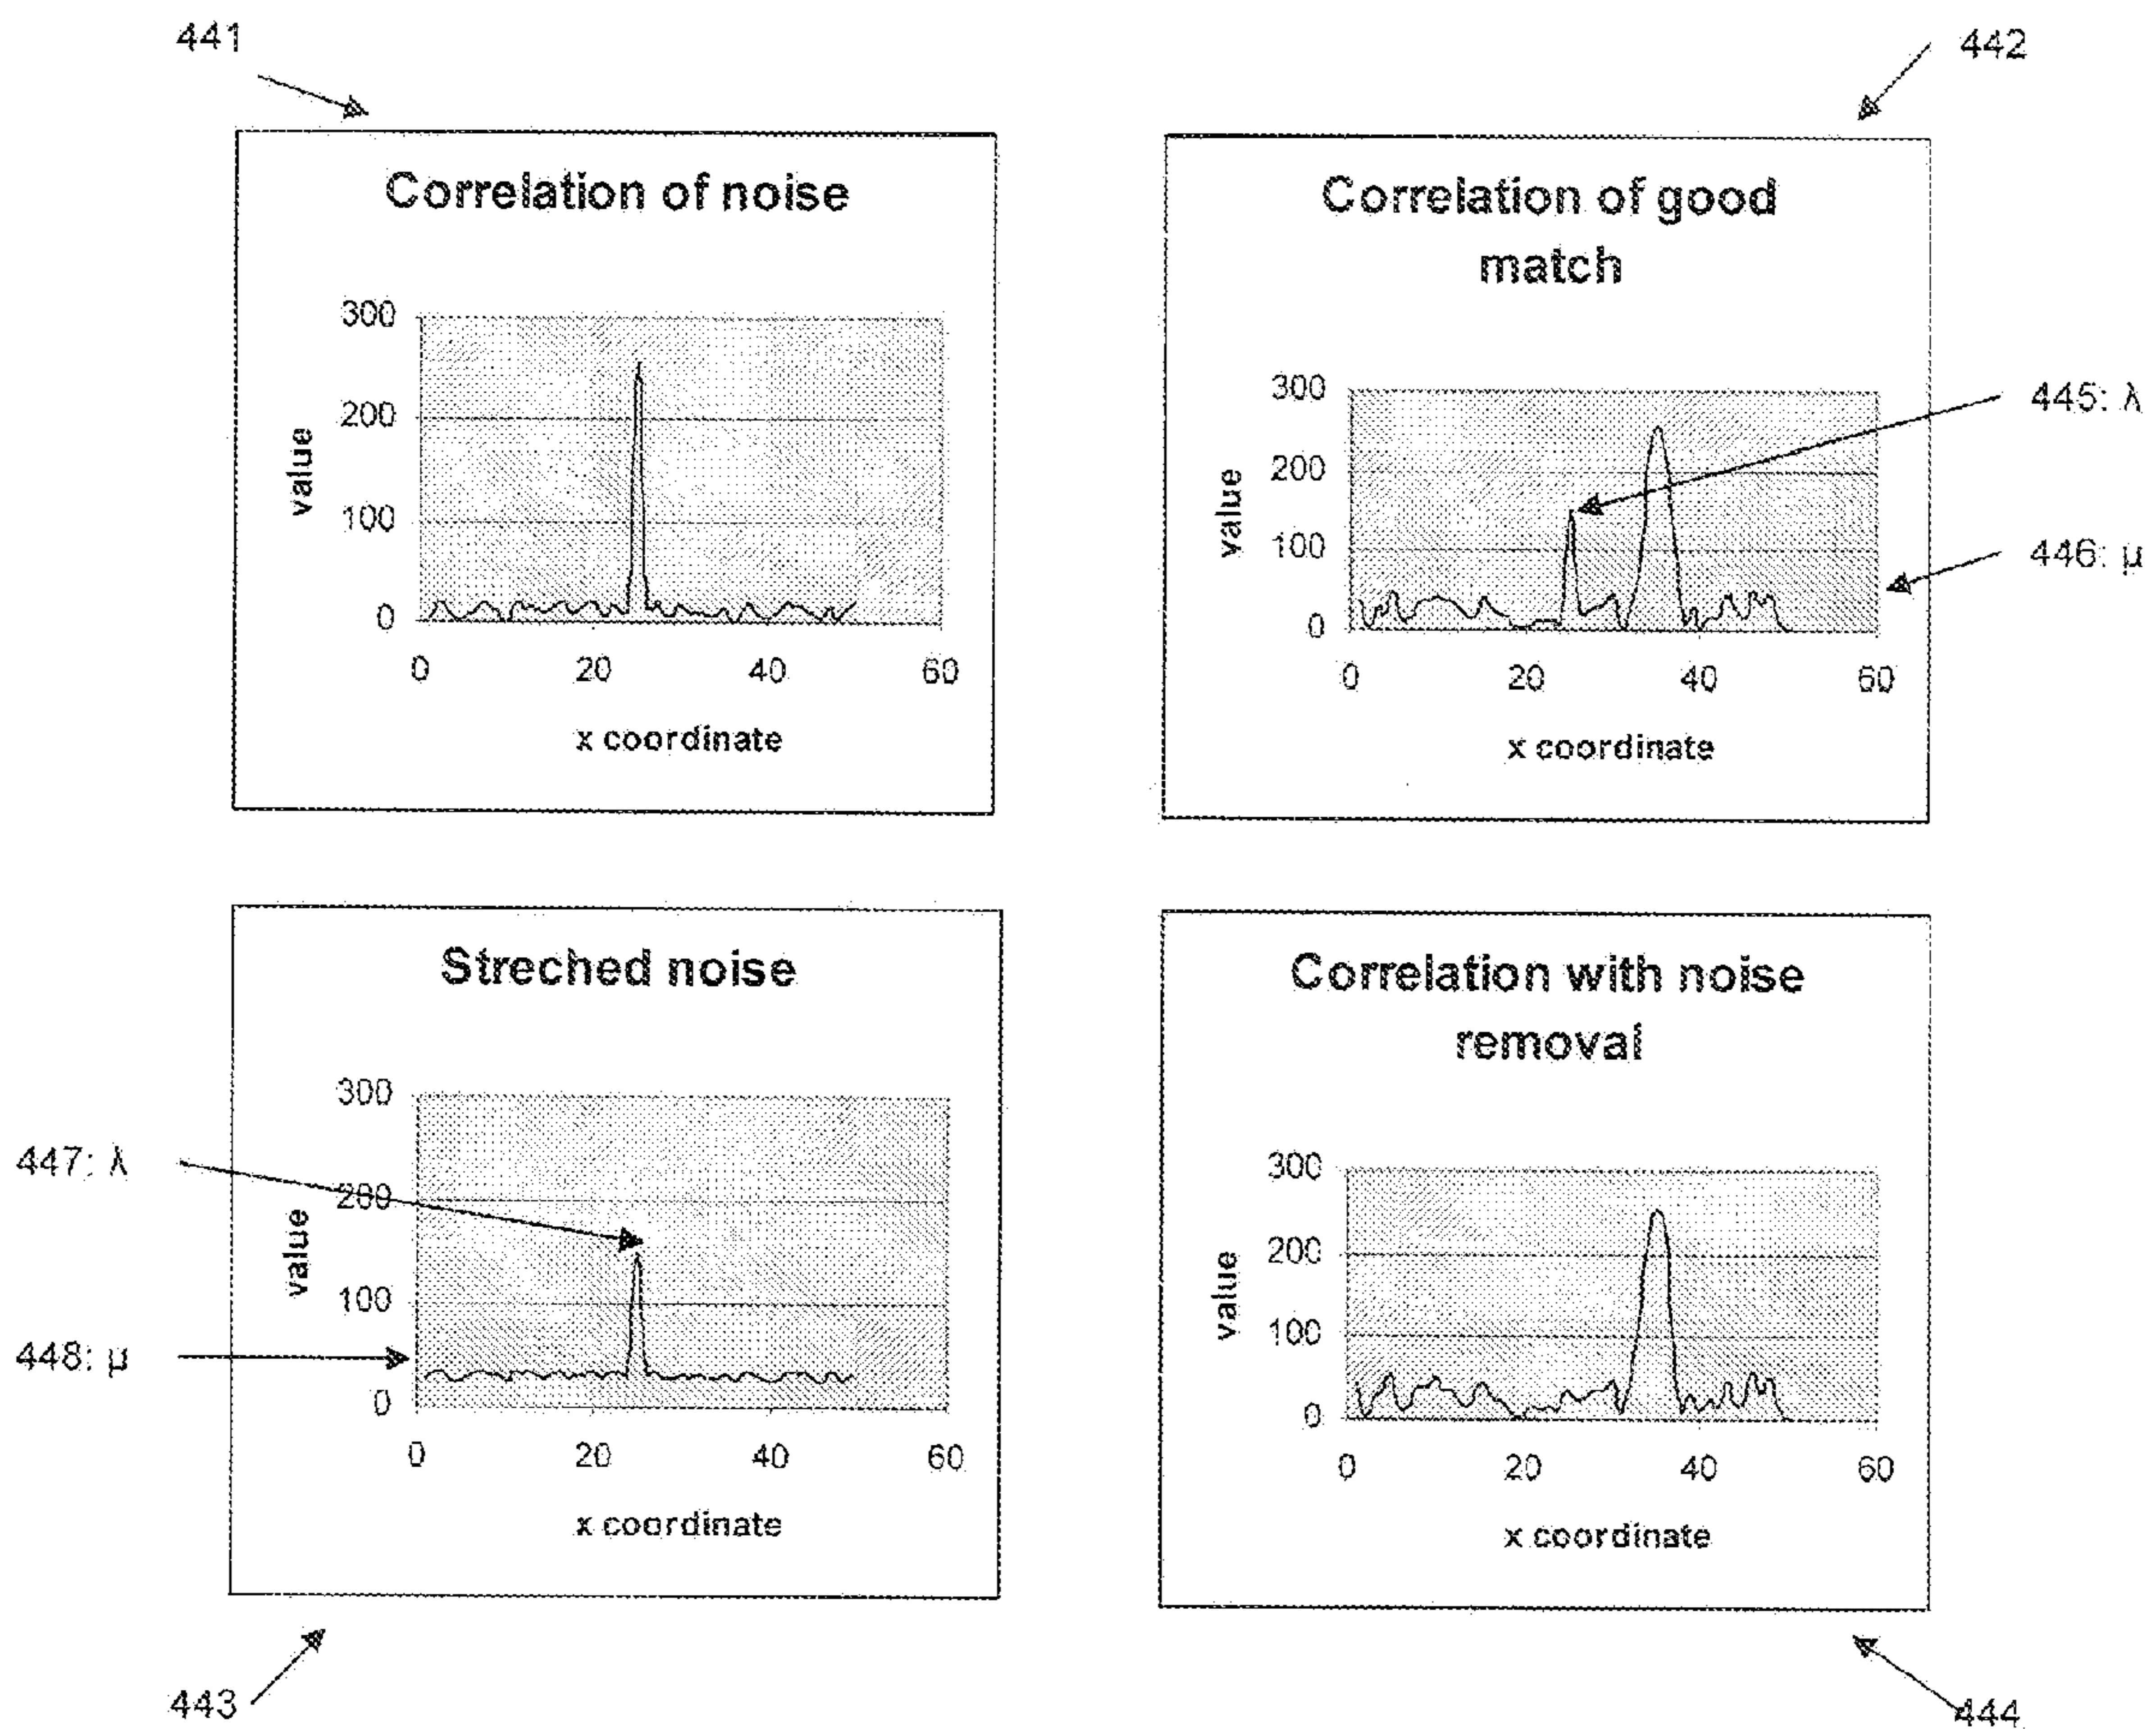 441
442
Correlation of noise
300
200
100
0
value
0 20 40 60
x coordinate
Correlation of good
match
300
200
100
0
value
0 20 40 60
x coordinate
445: λ
446: μ
Streched noise
300
200
100
0
value
0 20 40 60
x coordinate
447: λ
448: μ
Correlation with noise
removal
300
200
100
0
value
0 20 40 60
x coordinate
443
444